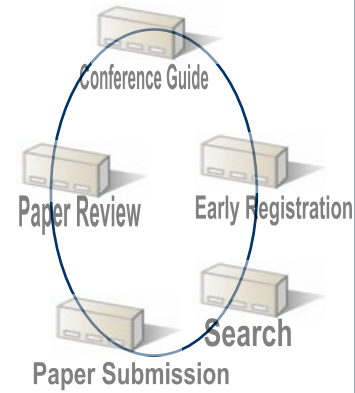 Conference Guide
Paper Review
Early Registration
Search
Paper Submission